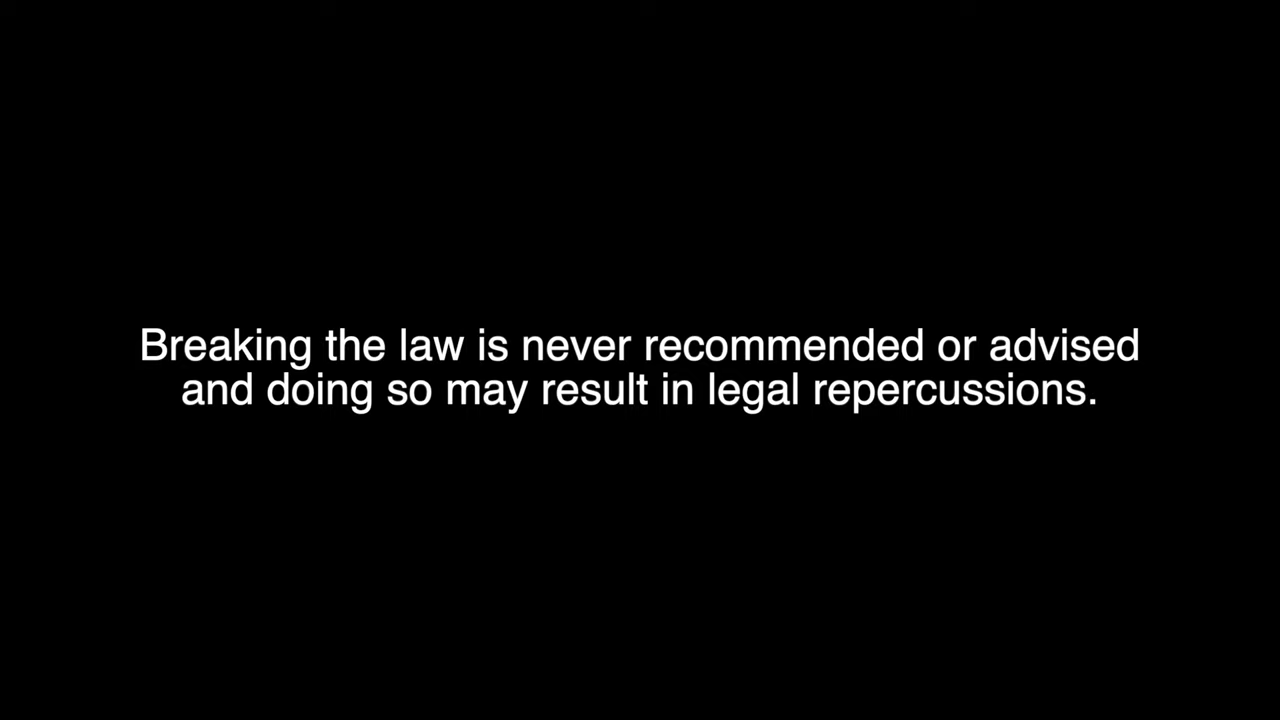 Breaking the law is never recommended or advised
and doing so may result in legal repercussions.